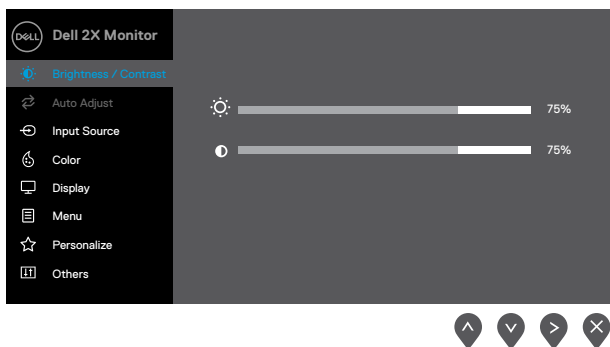 DELL Dell 2X Monitor
Brightness / Contrast
Auto Adjust
Input Source
Color
Display
Menu
Personalize
Others
75%
75%